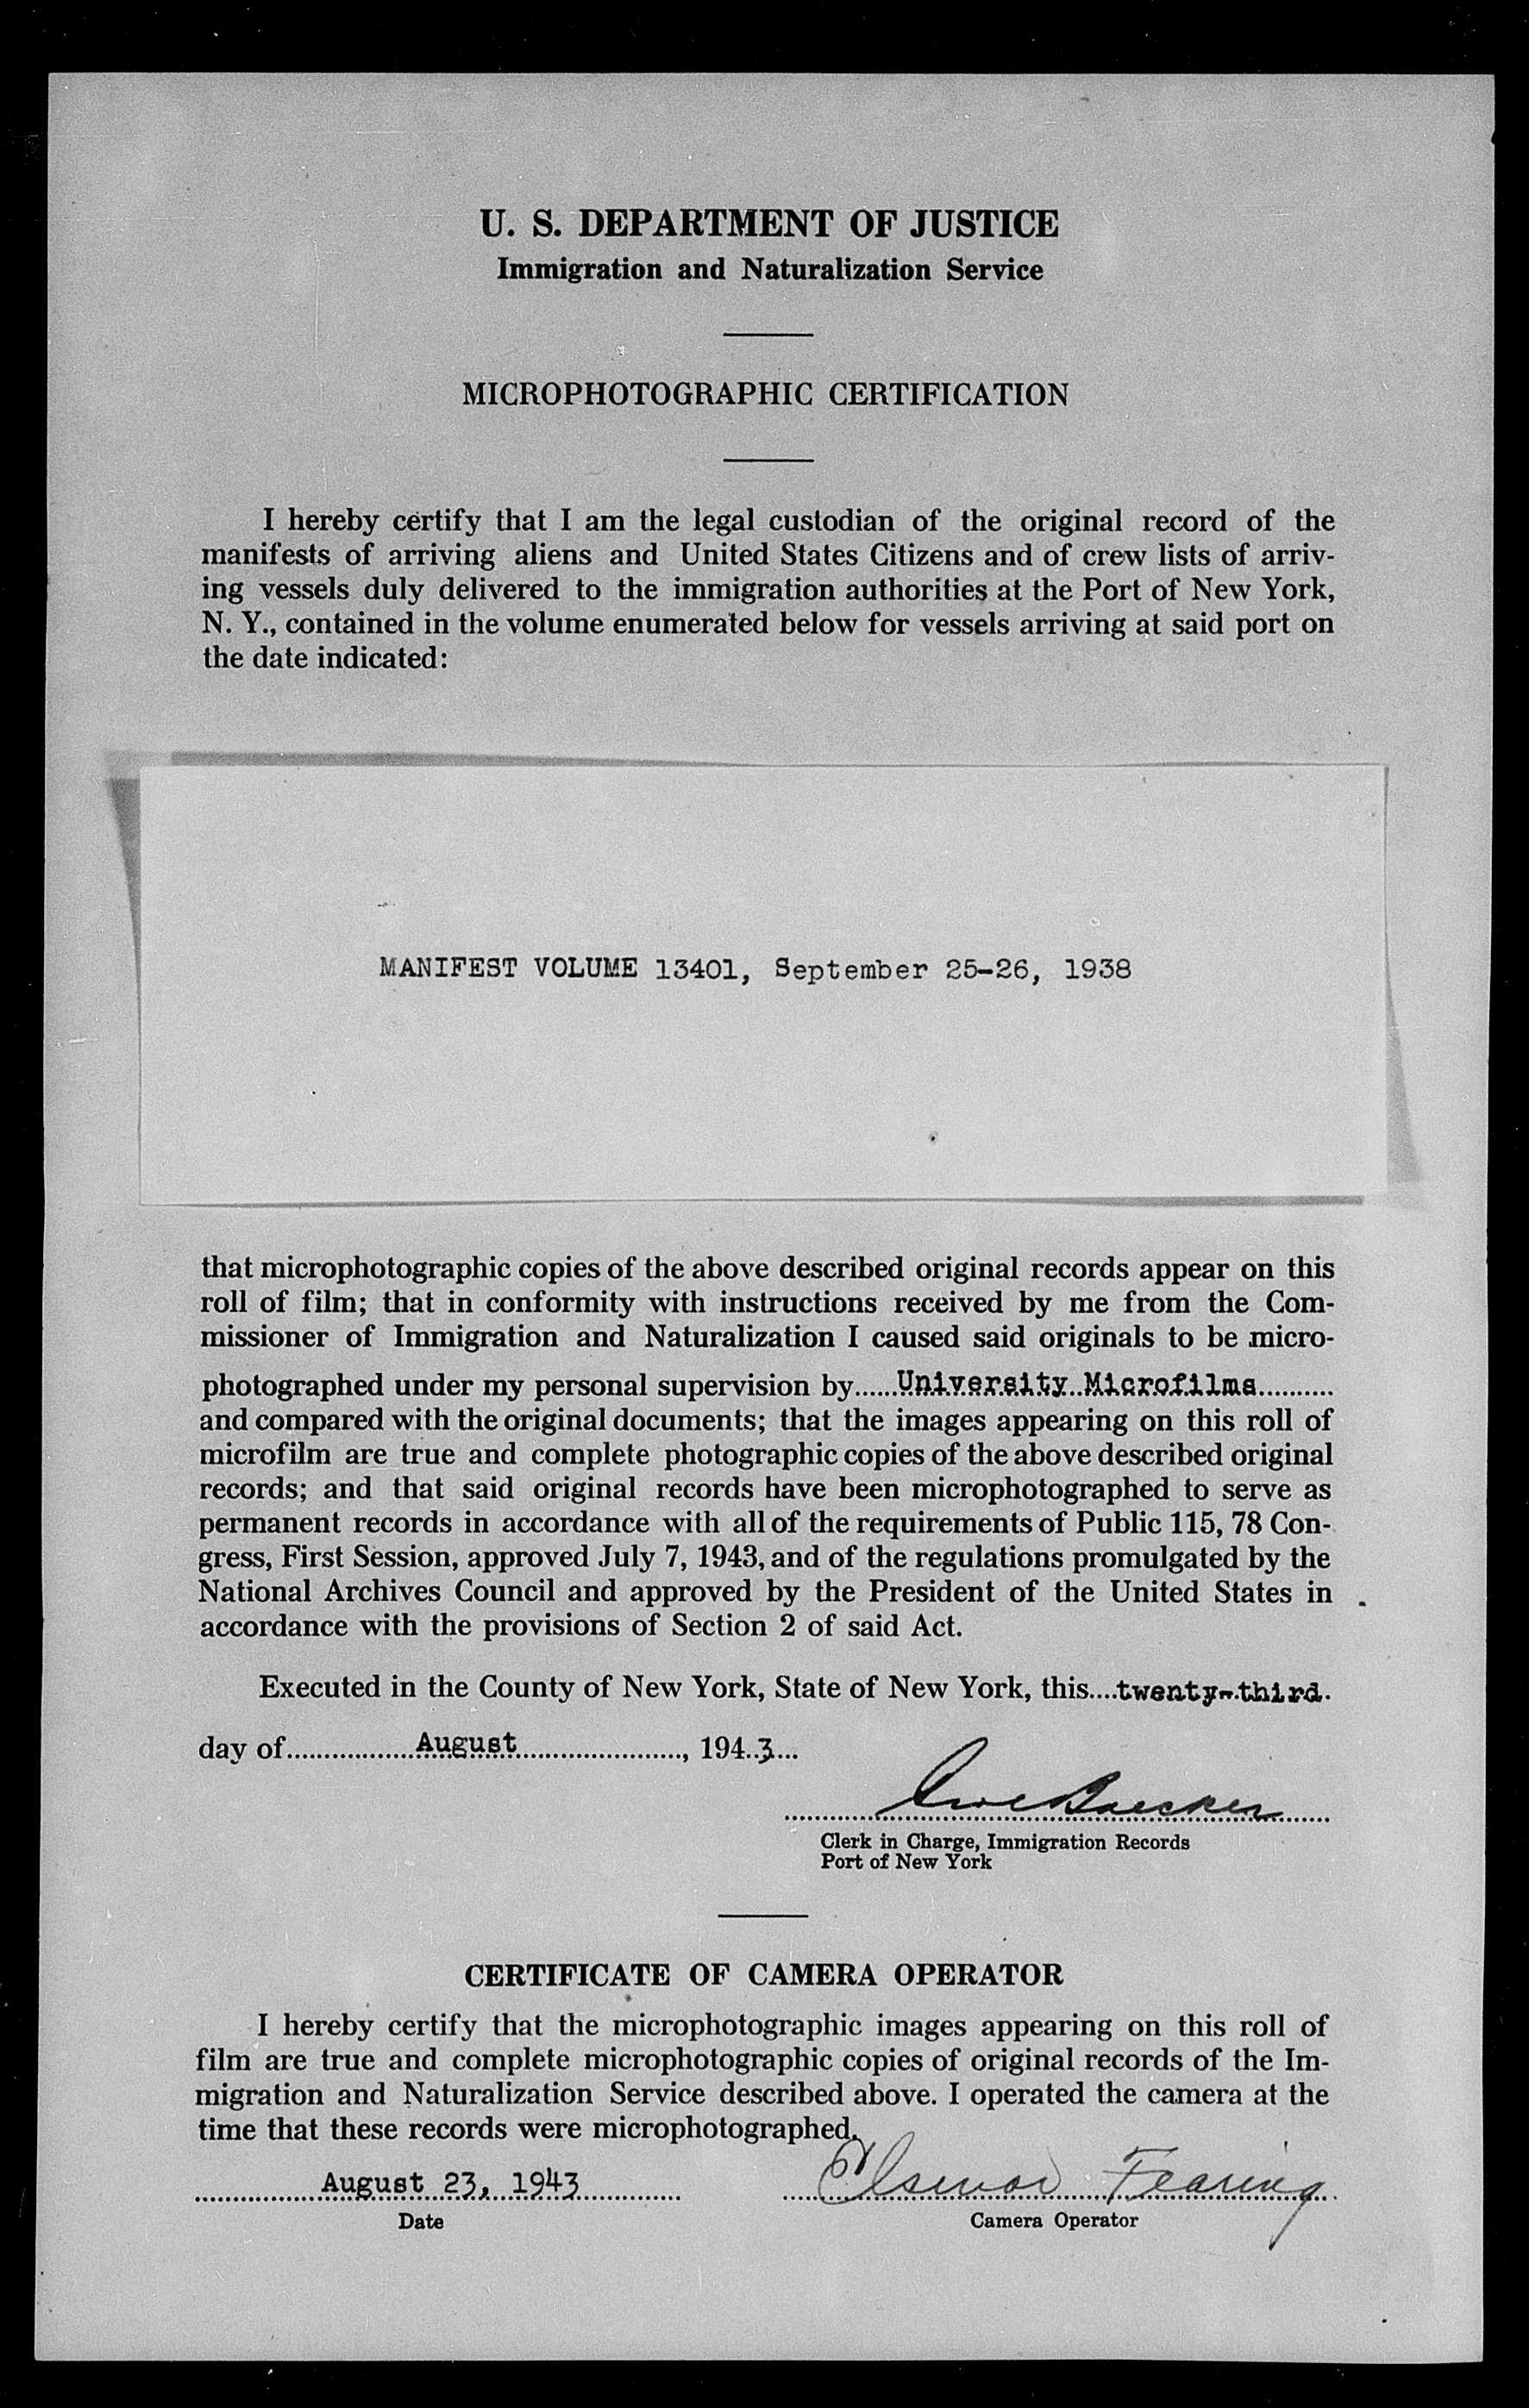 U. S. DEPARTMENT OF JUSTICE
Immigration and Naturalization Service
MICROPHOTOGRAPHIC CERTIFICATION
I hereby certify that I am the legal custodian of the original record of the
manifests of arriving aliens and United States Citizens and of crew lists of arriv-
ing vessels duly delivered to the immigration authorities at the Port of New York,
N. Y., contained in the volume enumerated below for vessels arriving at said port on
the date indicated:
MANIFEST VOLUME 13401, September 25-26, 1938
that microphotographic copies of the above described original records appear on this
roll of film; that in conformity with instructions received by me from the Com-
missioner of Immigration and Naturalization I caused said originals to be micro-
photographed under my personal supervision by......University Microfilms..........
and compared with the original documents; that the images appearing on this roll of
microfilm are true and complete photographic copies of the above described original
records; and that said original records have been microphotographed to serve as
permanent records in accordance with all of the requirements of Public 115, 78 Con-
gress, First Session, approved July 7, 1943, and of the regulations promulgated by the
National Archives Council and approved by the President of the United States in
accordance with the provisions of Section 2 of said Act.
Executed in the County of New York, State of New York, this....twenty-third.
day of..................August........................, 194..3...
Clerk in Charge, Immigration Records
Port of New York
CERTIFICATE OF CAMERA OPERATOR
I hereby certify that the microphotographic images appearing on this roll of
film are true and complete microphotographic copies of original records of the Im-
migration and Naturalization Service described above. I operated the camera at the
time that these records were microphotographed.
August 23, 1943 Fearing
Date Camera Operator